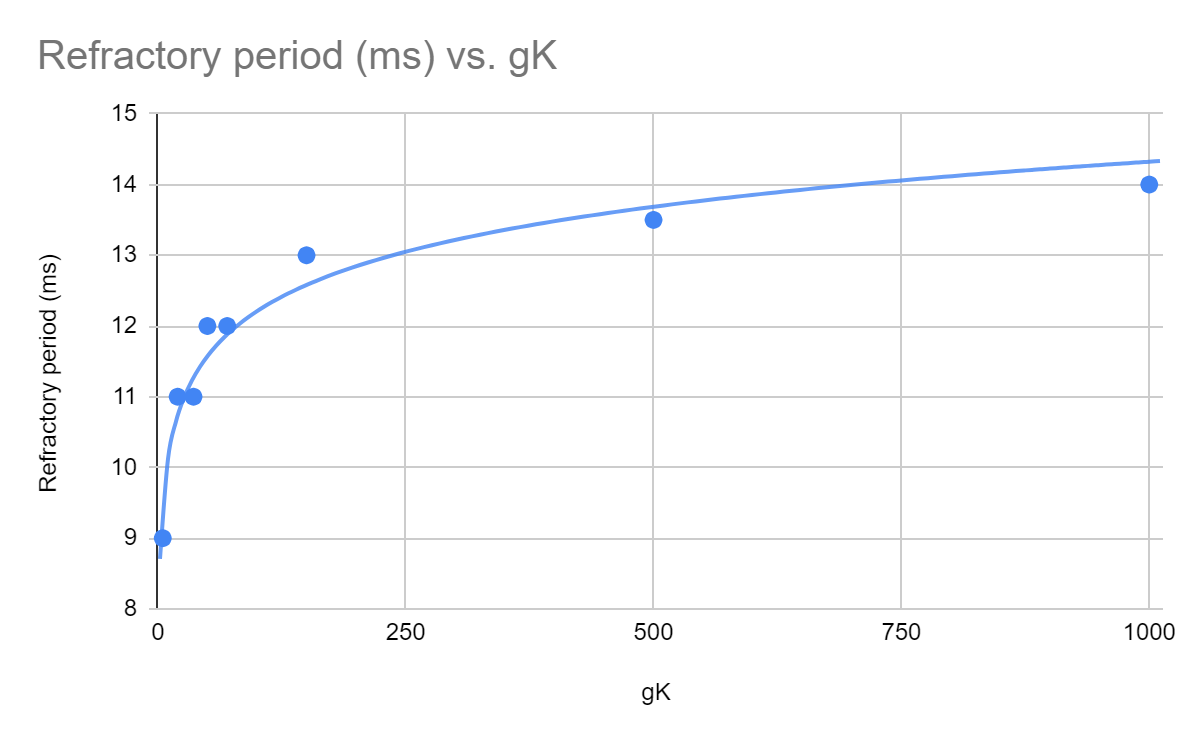 Refractory period (ms) vs. gK
15
14
13
12
11
10
9
8
Refractory period (ms)
0 250 500 750 1000
gK